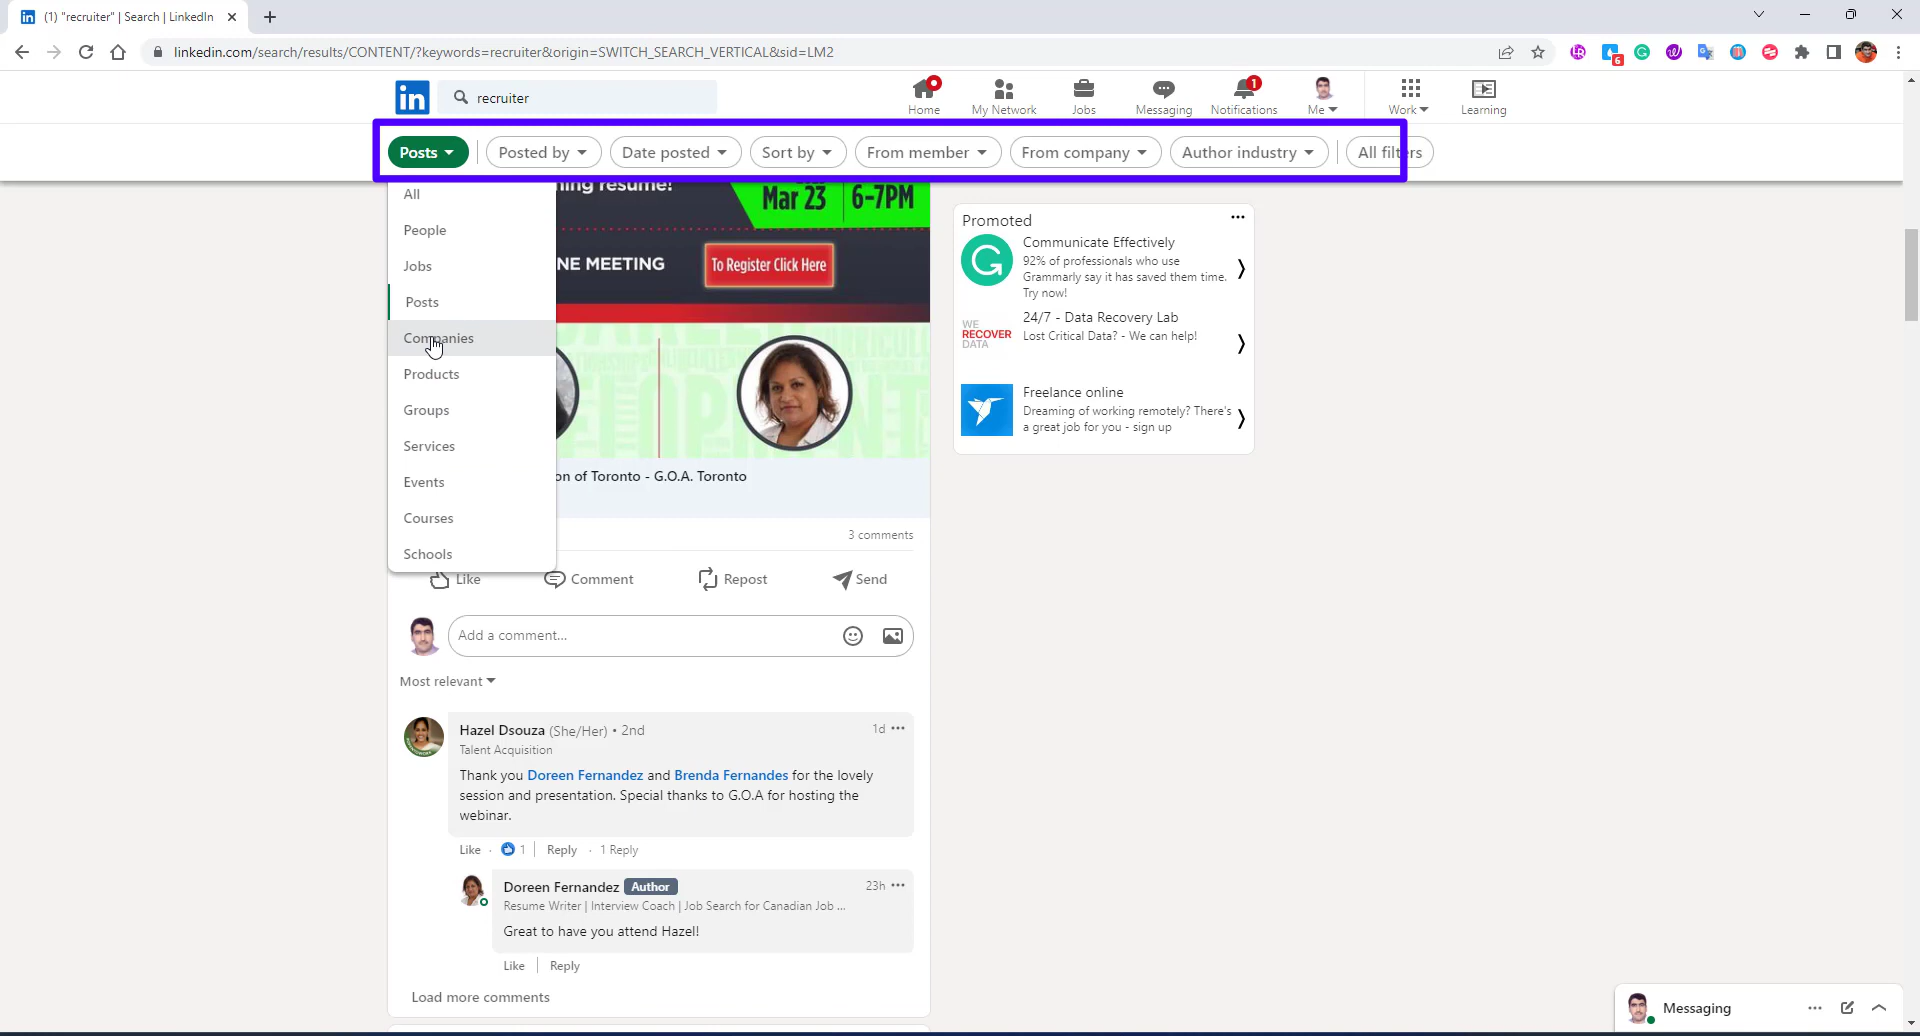 (1) "recruiter" | Search | LinkedIn
linkedin.com/search/results/CONTENT/?keywords=recruiter&origin=SWITCH_SEARCH_VERTICAL&sid=LM2
6
in
recruiter
Home
My Network
Jobs
Messaging
1
Notifications
Me
Work
Learning
Posts
Posted by
Date posted
Sort by
From member
From company
Author industry
All filters
All
People
Jobs
Posts
Companies
Products
Groups
Services
Events
Courses
Schools
ning resume!
Mar 23
6-7PM
NE MEETING
To Register Click Here
on of Toronto - G.O.A. Toronto
3 comments
Like
Comment
Repost
Send
Add a comment...
Most relevant
Hazel Dsouza (She/Her) • 2nd
1d
Talent Acquisition
Thank you Doreen Fernandez and Brenda Fernandes for the lovely
session and presentation. Special thanks to G.O.A for hosting the
webinar.
Like · 1 | Reply · 1 Reply
Doreen Fernandez Author
23h
Resume Writer | Interview Coach | Job Search for Canadian Job ...
Great to have you attend Hazel!
Like | Reply
Load more comments
Promoted
Communicate Effectively
92% of professionals who use
Grammarly say it has saved them time.
Try now!
WE
RECOVER
DATA
24/7 - Data Recovery Lab
Lost Critical Data? - We can help!
Freelance online
Dreaming of working remotely? There's
a great job for you - sign up
Messaging